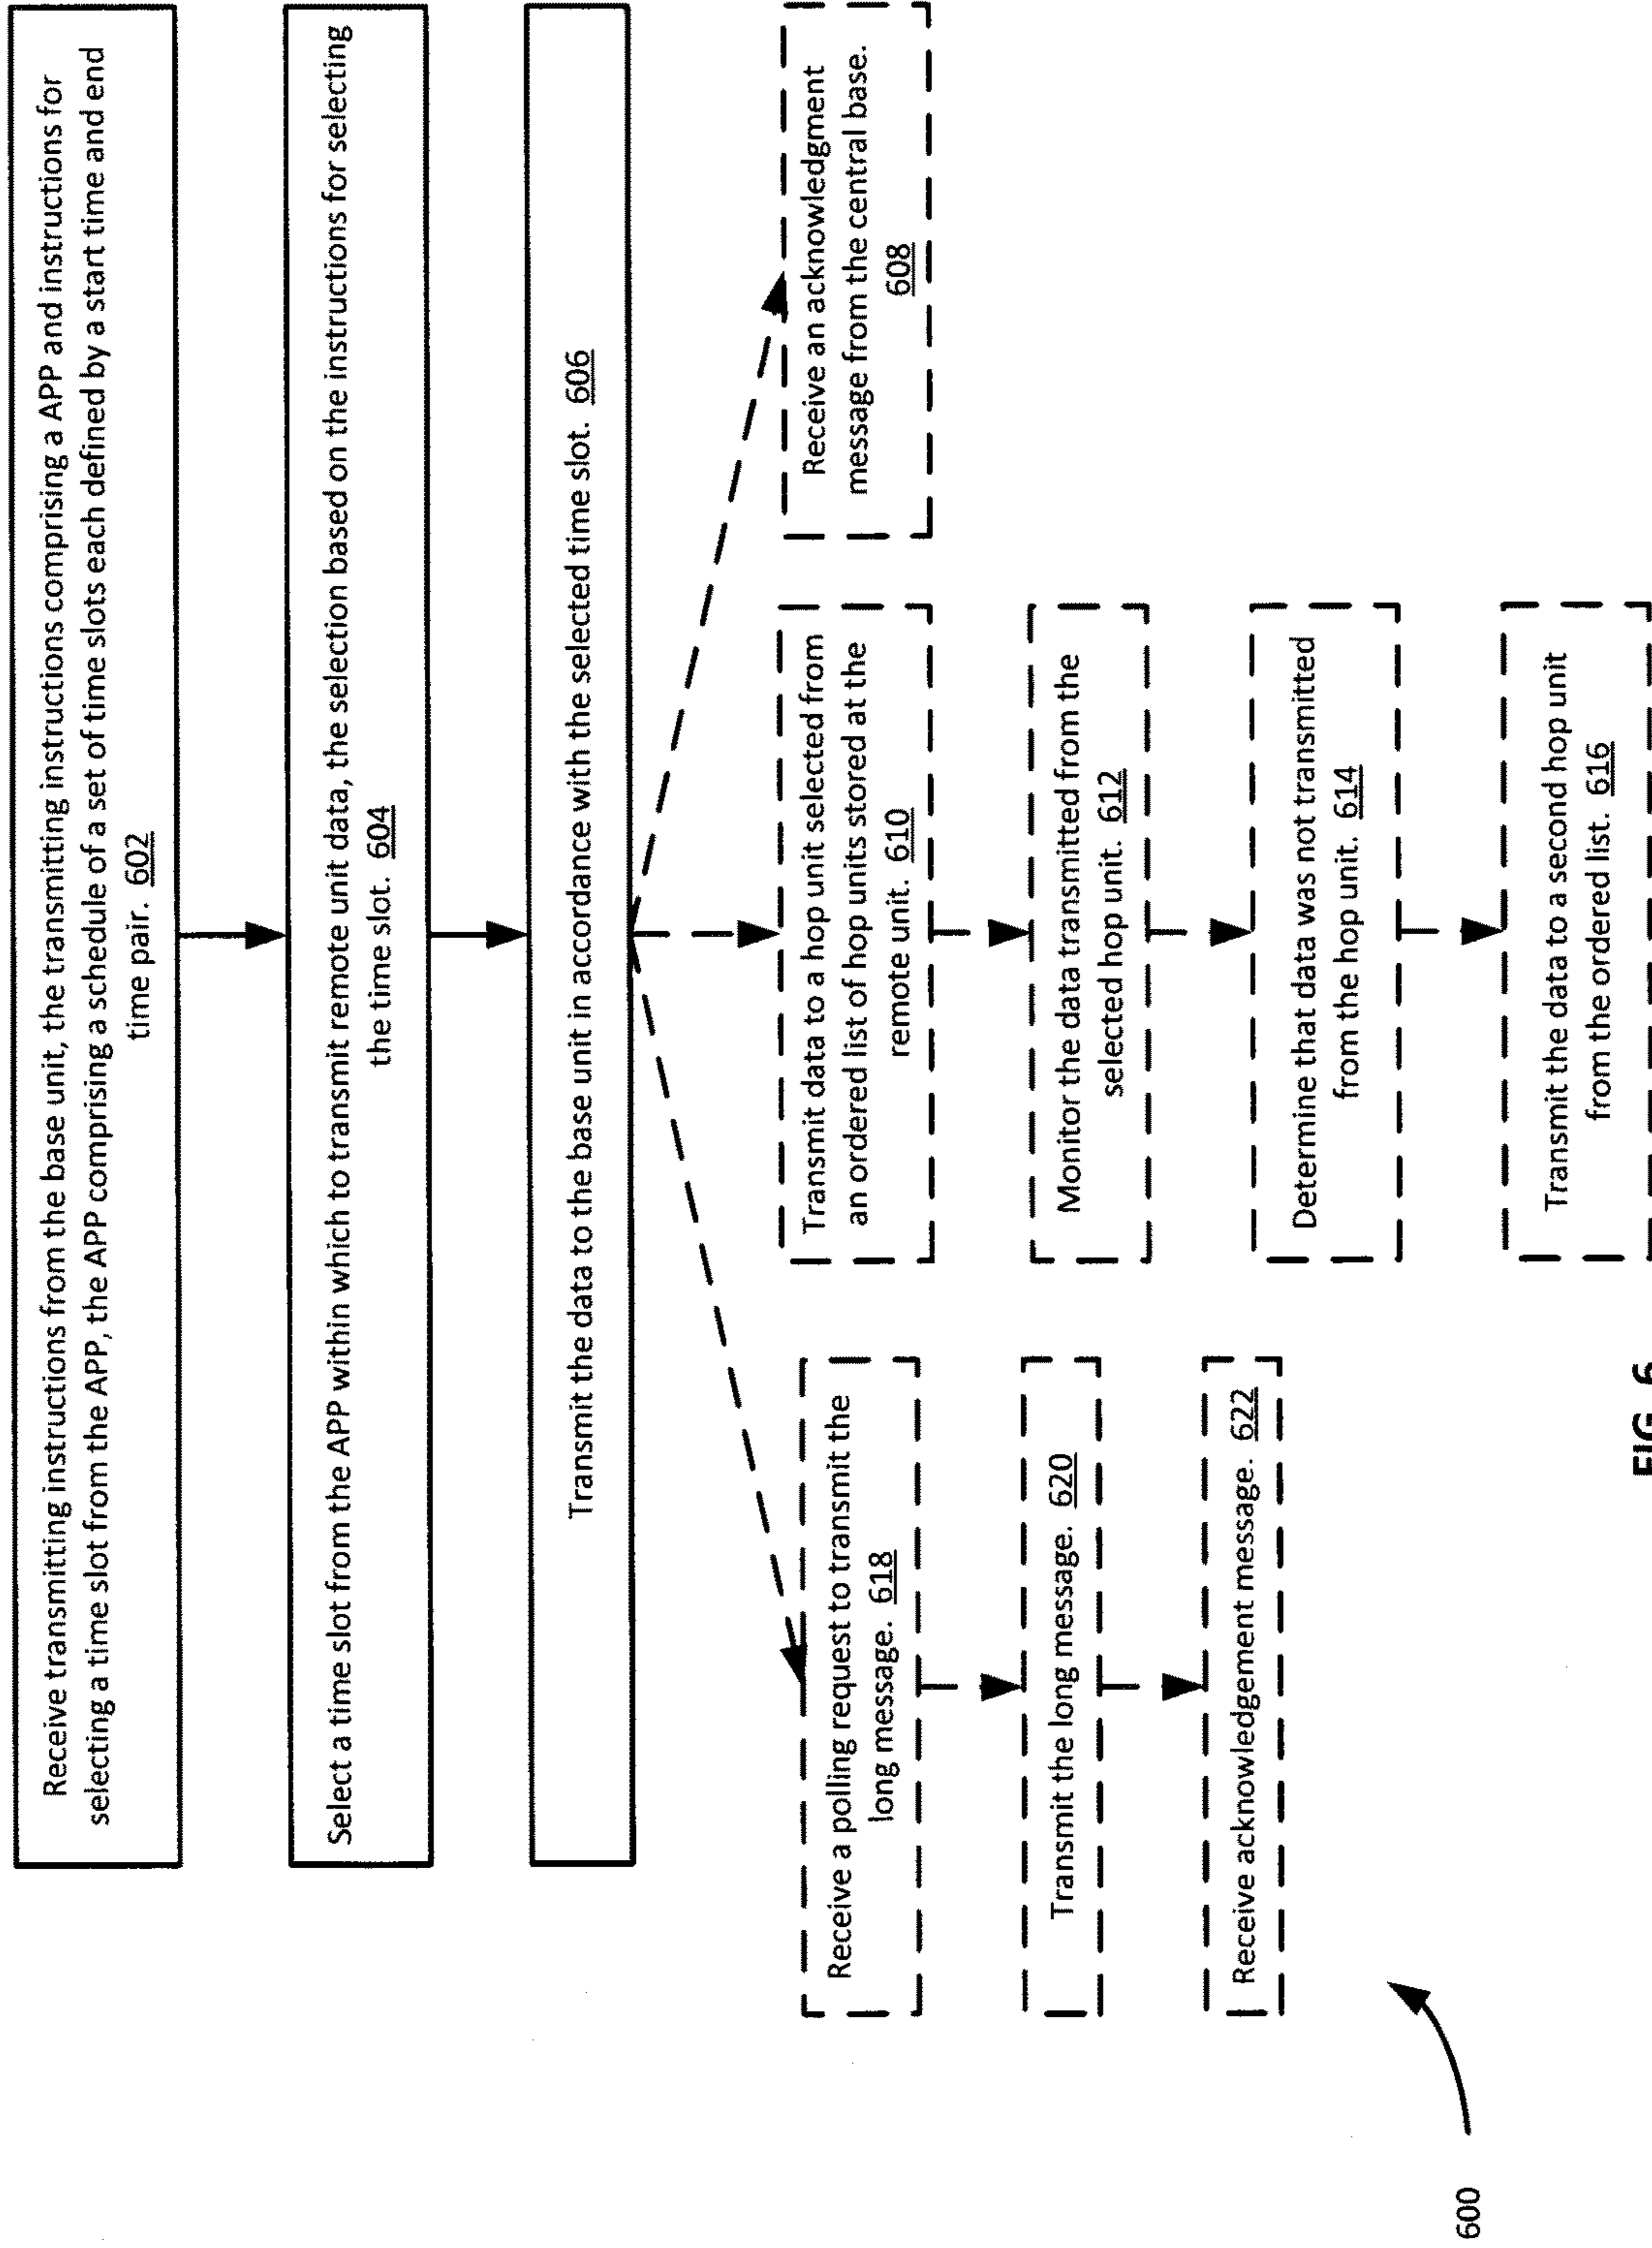 Receive transmitting instructions from the base unit, the transmitting instructions comprising a APP and instructions for
selecting a time slot from the APP, the APP comprising a schedule of a set of time slots each defined by a start time and end
time pair. 602
Select a time slot from the APP within which to transmit remote unit data, the selection based on the instructions for selecting
the time slot. 604
Transmit the data to the base unit in accordance with the selected time slot. 606
Receive a polling request to transmit the
long message. 618
Transmit the long message. 620
Receive acknowledgement message. 622
Transmit data to a hop unit selected from
an ordered list of hop units stored at the
remote unit. 610
Monitor the data transmitted from the
selected hop unit. 612
Determine that data was not transmitted
from the hop unit. 614
Transmit the data to a second hop unit
from the ordered list. 616
Receive an acknowledgment
message from the central base.
608
600
FIG. 6